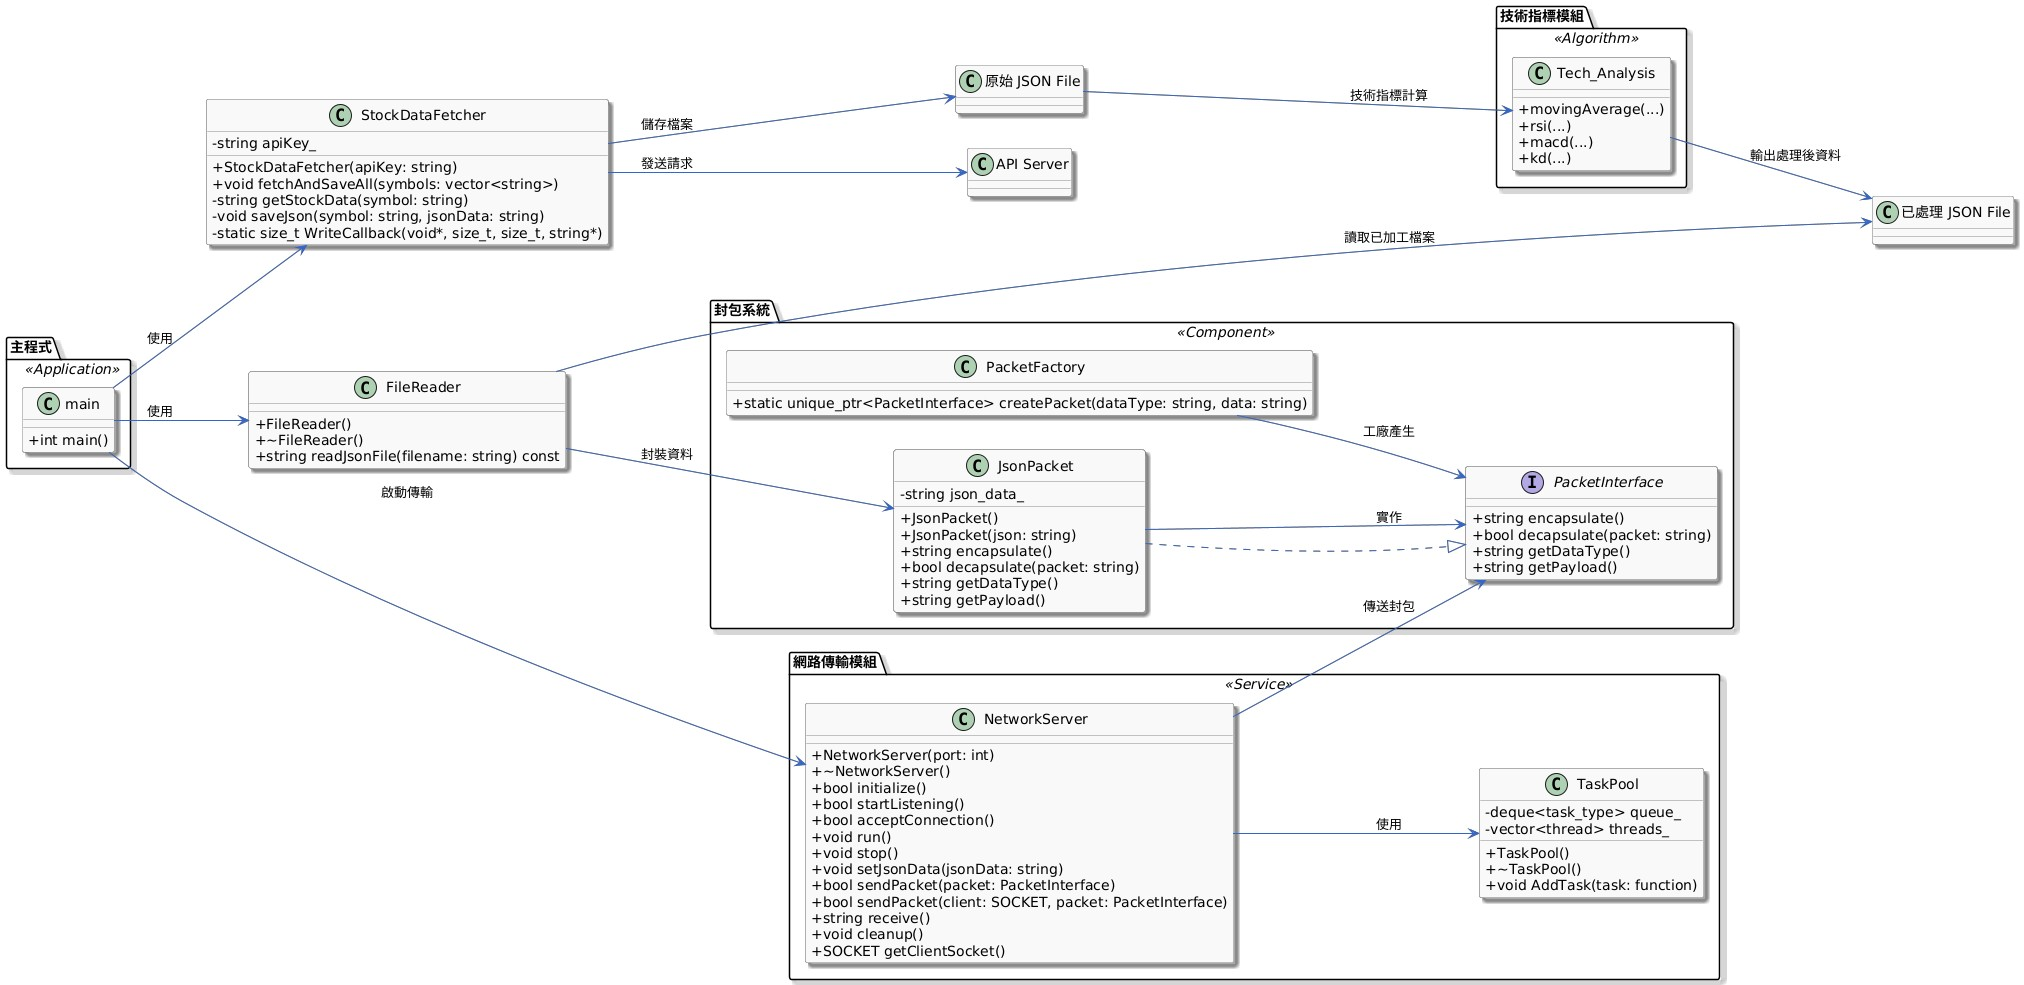 技術指標模組
«Algorithm»
C Tech_Analysis
+movingAverage(...)
+rsi(...)
+macd(...)
+kd(...)
C 原始 JSON File
技術指標計算
C StockDataFetcher
-string apiKey_
+StockDataFetcher(apiKey: string)
+void fetchAndSaveAll(symbols: vector<string>)
-string getStockData(symbol: string)
-void saveJson(symbol: string, jsonData: string)
-static size_t WriteCallback(void*, size_t, size_t, string*)
儲存檔案
發送請求
C API Server
輸出處理後資料
C 已處理 JSON File
讀取已加工檔案
主程式
«Application»
C main
+int main()
使用
使用
啟動傳輸
C FileReader
+FileReader()
+~FileReader()
+string readJsonFile(filename: string) const
封裝資料
封包系統
«Component»
C PacketFactory
+static unique_ptr<PacketInterface> createPacket(dataType: string, data: string)
工廠產生
C JsonPacket
-string json_data_
+JsonPacket()
+JsonPacket(json: string)
+string encapsulate()
+bool decapsulate(packet: string)
+string getDataType()
+string getPayload()
實作
I PacketInterface
+string encapsulate()
+bool decapsulate(packet: string)
+string getDataType()
+string getPayload()
傳送封包
網路傳輸模組
«Service»
C NetworkServer
+NetworkServer(port: int)
+~NetworkServer()
+bool initialize()
+bool startListening()
+bool acceptConnection()
+void run()
+void stop()
+void setJsonData(jsonData: string)
+bool sendPacket(packet: PacketInterface)
+bool sendPacket(client: SOCKET, packet: PacketInterface)
+string receive()
+void cleanup()
+SOCKET getClientSocket()
使用
C TaskPool
-deque<task_type> queue_
-vector<thread> threads_
+TaskPool()
+~TaskPool()
+void AddTask(task: function)